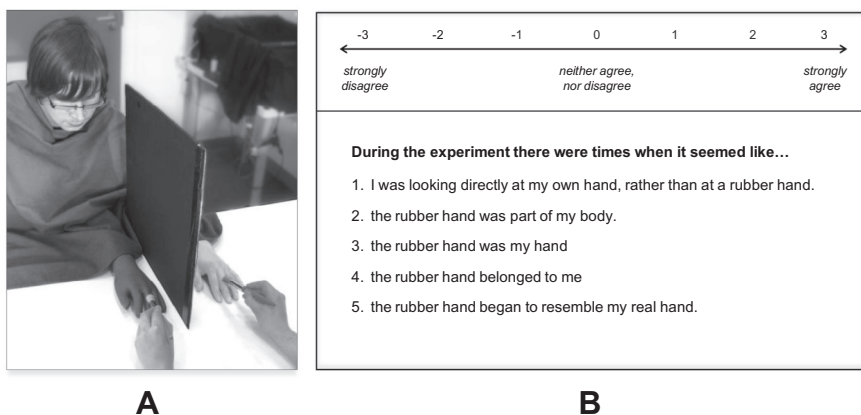 -3 -2 -1 0 1 2 3
strongly disagree neither agree, nor disagree strongly agree
During the experiment there were times when it seemed like…
1. I was looking directly at my own hand, rather than at a rubber hand.
2. the rubber hand was part of my body.
3. the rubber hand was my hand
4. the rubber hand belonged to me
5. the rubber hand began to resemble my real hand.
A B